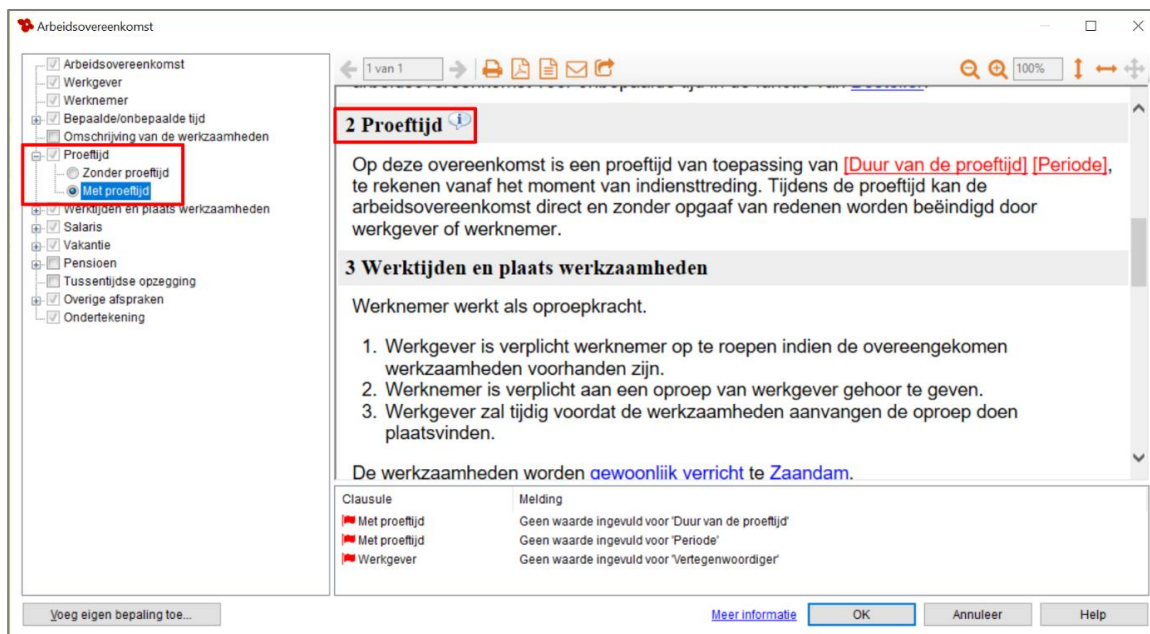 Arbeidsovereenkomst
Arbeidsovereenkomst
Werkgever
Werknemer
Bepaalde/onbepaalde tijd
Omschrijving van de werkzaamheden
Proeftijd
Zonder proeftijd
Met proeftijd
Werktijden en plaats werkzaamheden
Salaris
Vakantie
Pensioen
Tussentijdse opzegging
Overige afspraken
Ondertekening
1 van 1
100%
arbeidsovereenkomst voor onbepaalde tijd in de functie van
2 Proeftijd
Op deze overeenkomst is een proeftijd van toepassing van [Duur van de proeftijd] [Periode],
te rekenen vanaf het moment van indiensttreding. Tijdens de proeftijd kan de
arbeidsovereenkomst direct en zonder opgaaf van redenen worden beëindigd door
werkgever of werknemer.
3 Werktijden en plaats werkzaamheden
Werknemer werkt als oproepkracht.
1. Werkgever is verplicht werknemer op te roepen indien de overeengekomen
werkzaamheden voorhanden zijn.
2. Werknemer is verplicht aan een oproep van werkgever gehoor te geven.
3. Werkgever zal tijdig voordat de werkzaamheden aanvangen de oproep doen
plaatsvinden.
De werkzaamheden worden gewoonlijk verricht te Zaandam.
Clausule Melding
Met proeftijd Geen waarde ingevuld voor 'Duur van de proeftijd'
Met proeftijd Geen waarde ingevuld voor 'Periode'
Werkgever Geen waarde ingevuld voor 'Vertegenwoordiger'
Voeg eigen bepaling toe... Meer informatie OK Annuleer Help